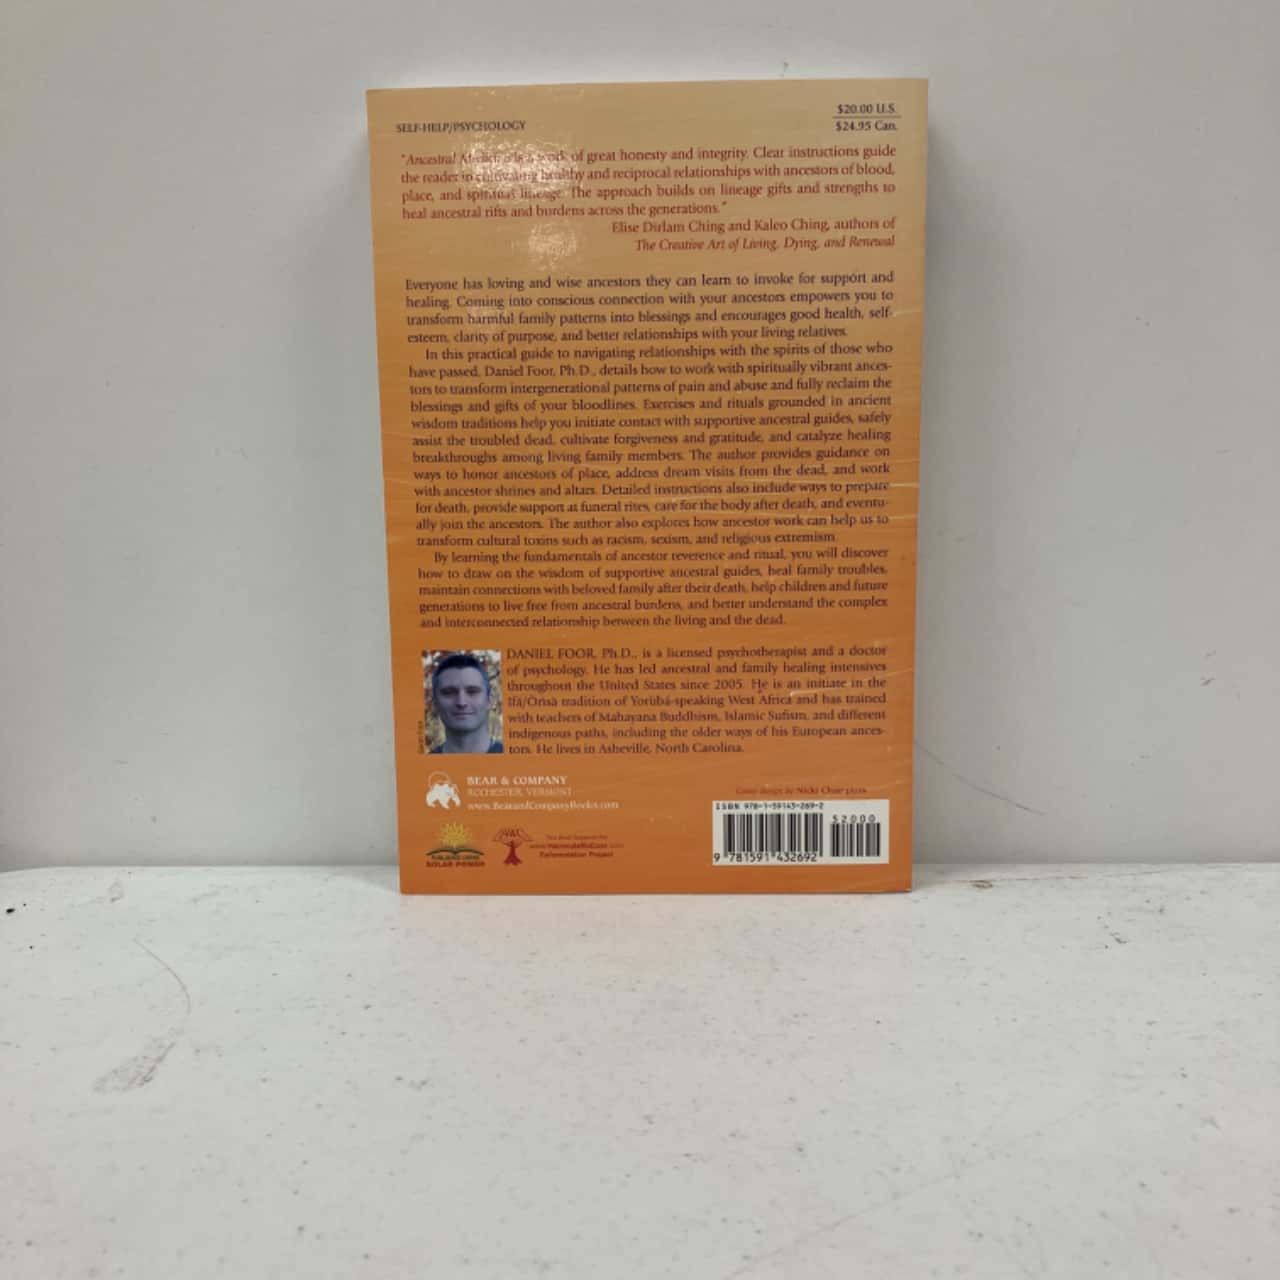 $20.00 U.S.
SELF-HELP/PSYCHOLOGY
$24.95 Can.
"Ancestral Medicine is a work of great honesty and integrity. Clear instructions guide
the reader in cultivating healthy and reciprocal relationships with ancestors of blood,
place, and spiritual lineage. The approach builds on lineage gifts and strengths to
heal ancestral rifts and burdens across the generations."
Elise Dirlam Ching and Kaleo Ching, authors of
The Creative Art of Living, Dying, and Renewal
Everyone has loving and wise ancestors they can learn to invoke for support and
healing. Coming into conscious connection with your ancestors empowers you to
transform harmful family patterns into blessings and encourages good health, self-
esteem, clarity of purpose, and better relationships with your living relatives.
In this practical guide to navigating relationships with the spirits of those who
have passed, Daniel Foor, Ph.D., details how to work with spiritually vibrant ances-
tors to transform intergenerational patterns of pain and abuse and fully reclaim the
blessings and gifts of your bloodlines. Exercises and rituals grounded in ancient
wisdom traditions help you initiate contact with supportive ancestral guides, safely
assist the troubled dead, cultivate forgiveness and gratitude, and catalyze healing
breakthroughs among living family members. The author provides guidance on
ways to honor ancestors of place, address dream visits from the dead, and work
with ancestor shrines and altars. Detailed instructions also include ways to prepare
for death, provide support at funeral rites, care for the body after death, and eventu-
ally join the ancestors. The author also explores how ancestor work can help us to
transform cultural toxins such as racism, sexism, and religious extremism.
By learning the fundamentals of ancestor reverence and ritual, you will discover
how to draw on the wisdom of supportive ancestral guides, heal family troubles,
maintain connections with beloved family after their death, help children and future
generations to live free from ancestral burdens, and better understand the complex
and interconnected relationship between the living and the dead.
DANIEL FOOR, Ph.D., is a licensed psychotherapist and a doctor
of psychology. He has led ancestral and family healing intensives
throughout the United States since 2005. He is an initiate in the
Ifá/Òrìṣà tradition of Yorùbá-speaking West Africa and has trained
with teachers of Mahayana Buddhism, Islamic Sufism, and different
indigenous paths, including the older ways of his European ances-
tors. He lives in Asheville, North Carolina.
BEAR & COMPANY
ROCHESTER, VERMONT
www.BearandCompanyBooks.com
Cover design by Nicki
SOLAR POWER
Reforestation Project
ISBN 978-1-59143-269-2
52000
9 781591 432692